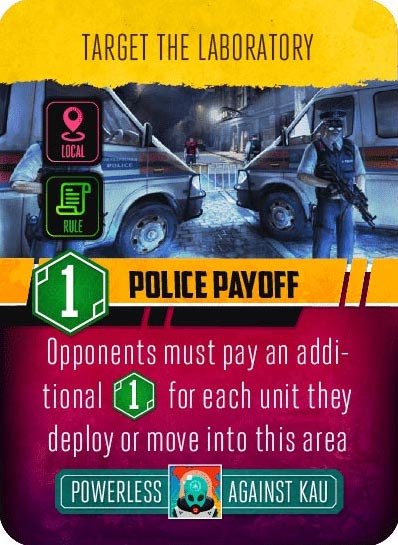 TARGET THE LABORATORY
LOCAL
POLICE
RULE
1 POLICE PAYOFF
Opponents must pay an addi-
tional 1 for each unit they
deploy or move into this area
POWERLESS AGAINST KAU